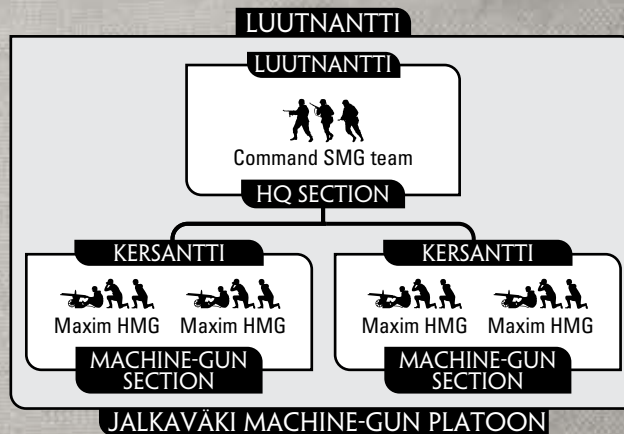 LUUTNANTTI
LUUTNANTTI
Command SMG team
HQ SECTION
KERSANTTI
Maxim HMG Maxim HMG
MACHINE-GUN
SECTION
KERSANTTI
Maxim HMG Maxim HMG
MACHINE-GUN
SECTION
JALKAVÄKI MACHINE-GUN PLATOON